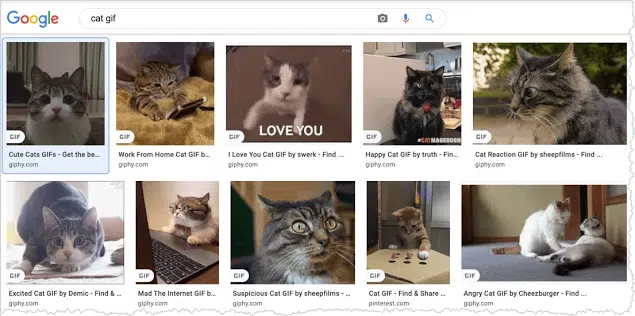 Google
cat gif
GIF
GIF
LOVE YOU
GIF
GIF
#CATMAGEDDON
GIF
Cute Cats GIFs - Get the be...
giphy.com
Work From Home Cat GIF b...
giphy.com
I Love You Cat GIF by swerk - Find ...
giphy.com
Happy Cat GIF by truth - Fin...
giphy.com
Cat Reaction GIF by sheepfilms - Find ...
giphy.com
GIF
GIF
GIF
GIF
GIF
Excited Cat GIF by Demic - Find & ...
giphy.com
Mad The Internet GIF b...
giphy.com
Suspicious Cat GIF by sheepfilms - ...
giphy.com
Cat GIF - Find & Share ...
pinterest.com
Angry Cat GIF by Cheezburger - Find ...
giphy.com